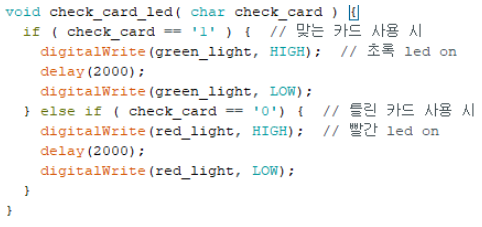 void check_card_led( char check_card ) {
  if ( check_card == '1' ) {  // 맞는 카드 사용 시
    digitalWrite(green_light, HIGH);  // 초록 led on
    delay(2000);
    digitalWrite(green_light, LOW);
  } else if ( check_card == '0') {  // 틀린 카드 사용 시
    digitalWrite(red_light, HIGH);  // 빨간 led on
    delay(2000);
    digitalWrite(red_light, LOW);
  }
}